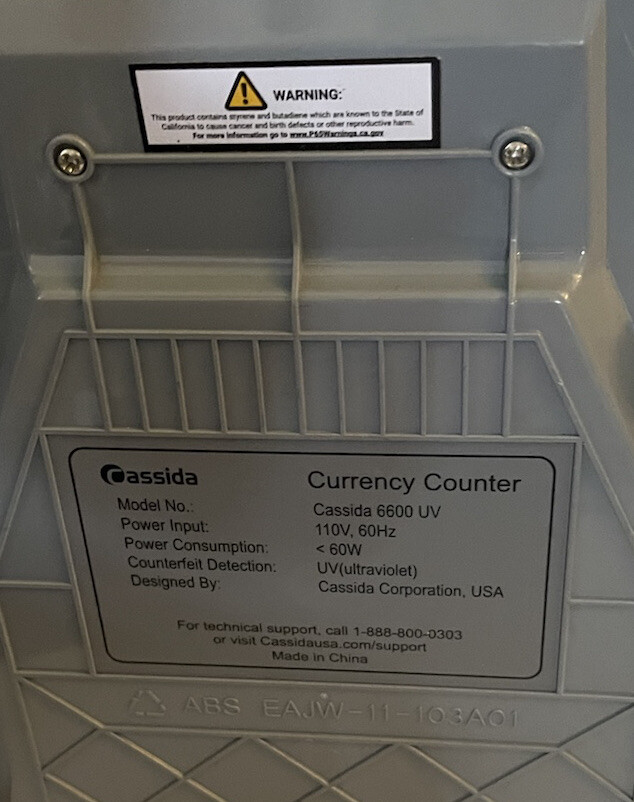 WARNING:
This product contains styrene and butadiene which are known to the State of
California to cause cancer and birth defects or other reproductive harm.
For more information go to www.P65Warnings.ca.gov
Cassida Currency Counter
Model No.: Cassida 6600 UV
Power Input: 110V, 60Hz
Power Consumption: < 60W
Counterfeit Detection: UV(ultraviolet)
Designed By: Cassida Corporation, USA
For technical support, call 1-888-800-0303
or visit Cassidausa.com/support
Made in China
ABS EAJW-11-103A01